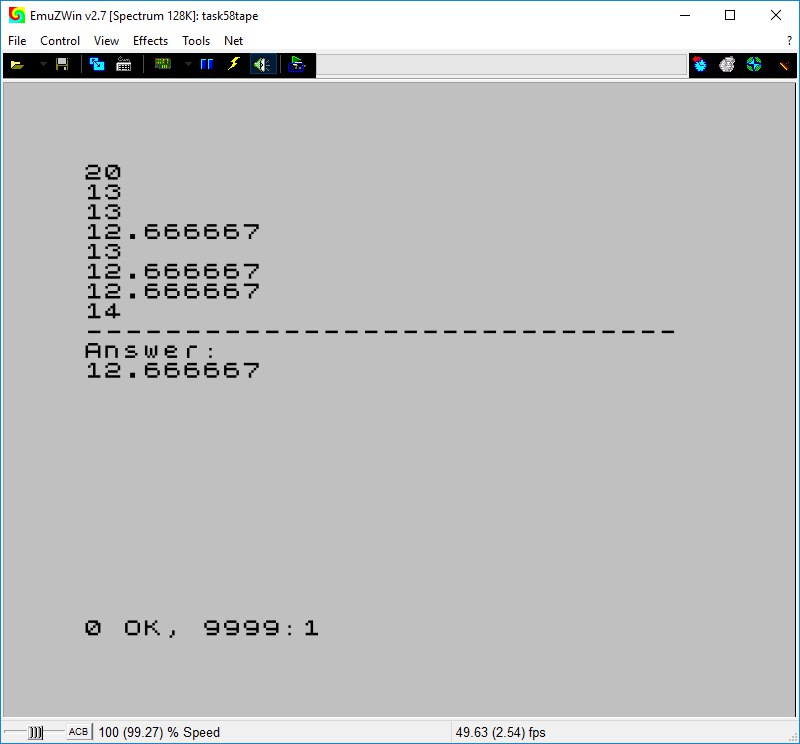 EmuZWin v2.7 [Spectrum 128K]: task58tape
File Control View Effects Tools Net ?
20
13
13
12.666667
13
12.666667
12.666667
14
------------------------------
Answer:
12.666667
0 OK, 9999:1
ACB 100 (99.27) % Speed 49.63 (2.54) fps